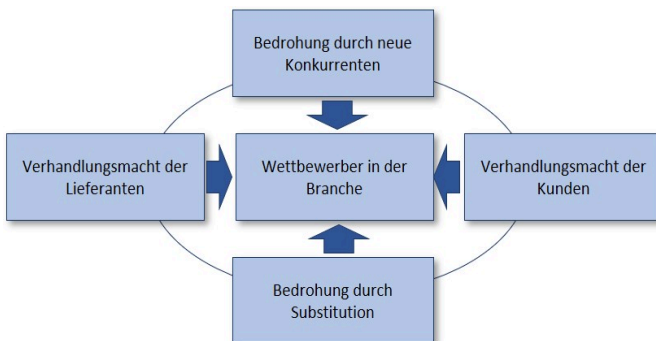 Bedrohung durch neue
Konkurrenten
Verhandlungsmacht der
Lieferanten
Wettbewerber in der
Branche
Verhandlungsmacht der
Kunden
Bedrohung durch
Substitution